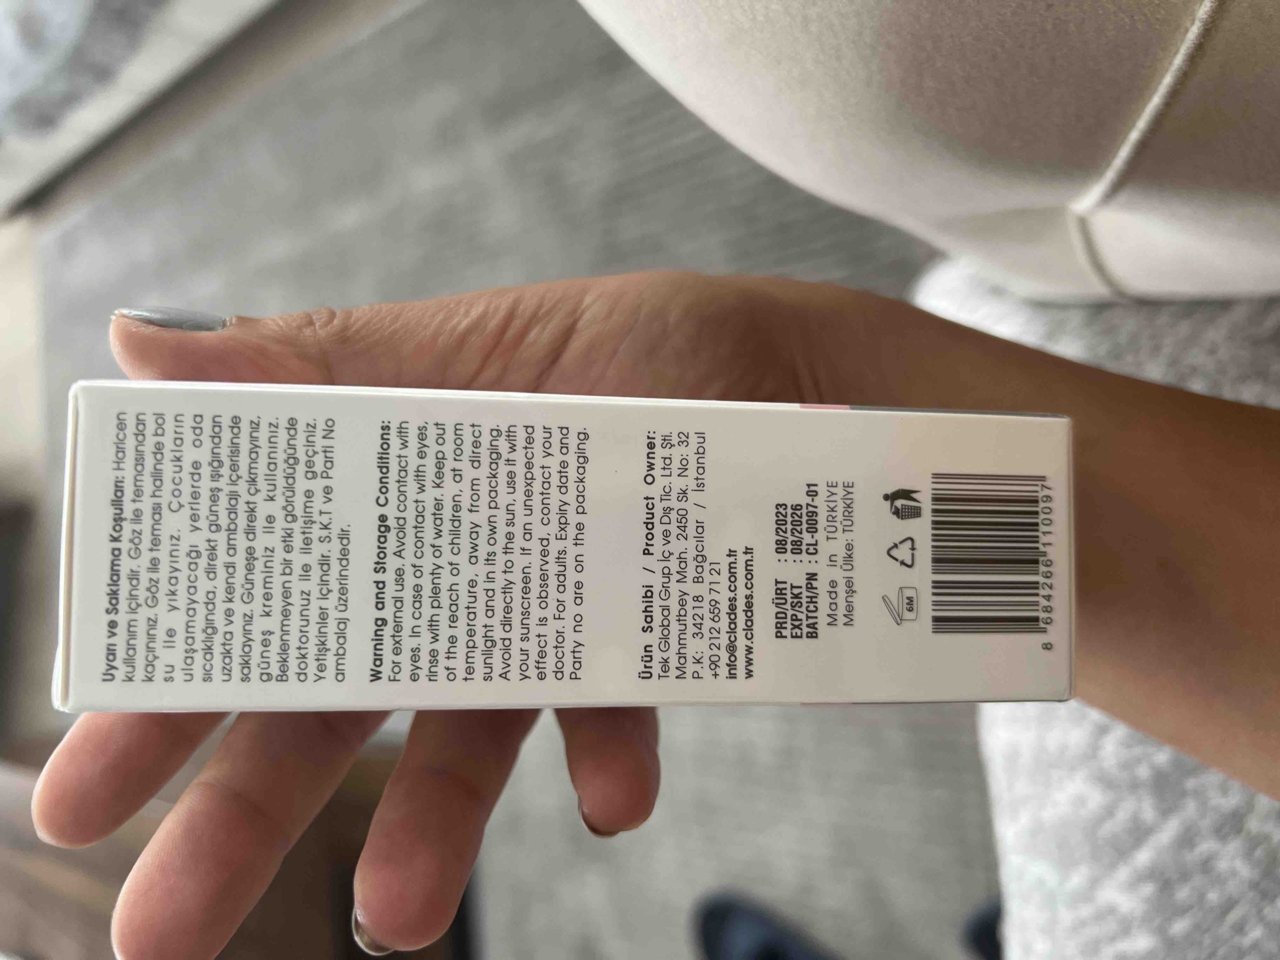 Uyarı ve Saklama Koşulları: Haricen
kullanım içindir. Göz ile temasından
kaçınınız. Göz ile teması halinde bol
su ile yıkayınız. Çocukların
ulaşamayacağı yerlerde oda
sıcaklığında, direkt güneş ışığından
uzakta ve kendi ambalajı içerisinde
saklayınız. Güneşe direkt çıkmayınız,
güneş kreminiz ile kullanınız.
Beklenmeyen bir etki görüldüğünde
doktorunuz ile iletişime geçiniz.
Yetişkinler içindir. S.K.T ve Parti No
ambalaj üzerindedir.
Warning and Storage Conditions:
For external use. Avoid contact with
eyes. In case of contact with eyes,
rinse with plenty of water. Keep out
of the reach of children, at room
temperature, away from direct
sunlight and in its own packaging.
Avoid directly to the sun, use it with
your sunscreen. If an unexpected
effect is observed, contact your
doctor. For adults. Expiry date and
Party no are on the packaging.
Ürün Sahibi / Product Owner:
Tek Global Grup İç ve Dış Tic. Ltd. Şti.
Mahmutbey Mah. 2450 Sk. No: 32
P.K: 34218 Bağcılar / İstanbul
+90 212 659 71 21
info@clades.com.tr
www.clades.com.tr
PRD/ÜRT : 08/2023
EXP/SKT : 08/2026
BATCH/PN : CL-0097-01
Made in TÜRKİYE
Menşei Ülke: TÜRKİYE
6M
8 684266 110097